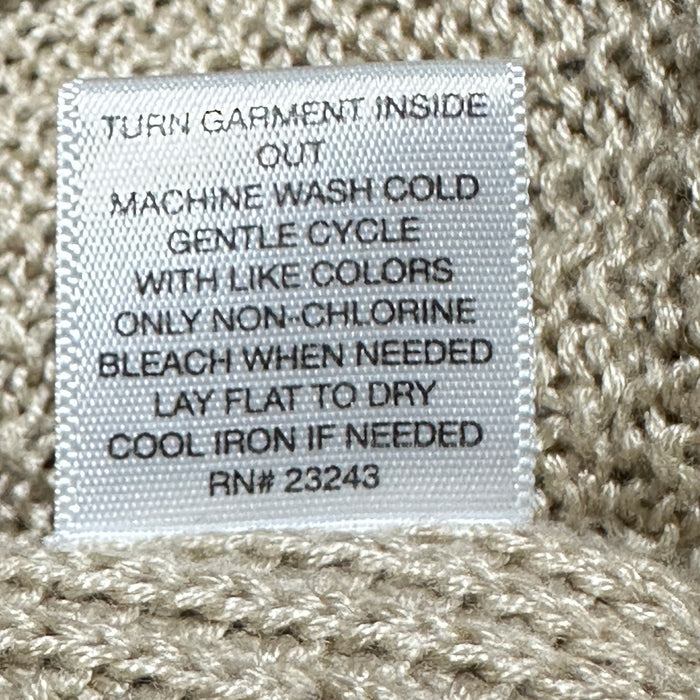 TURN GARMENT INSIDE
OUT
MACHINE WASH COLD
GENTLE CYCLE
WITH LIKE COLORS
ONLY NON-CHLORINE
BLEACH WHEN NEEDED
LAY FLAT TO DRY
COOL IRON IF NEEDED
RN# 23243